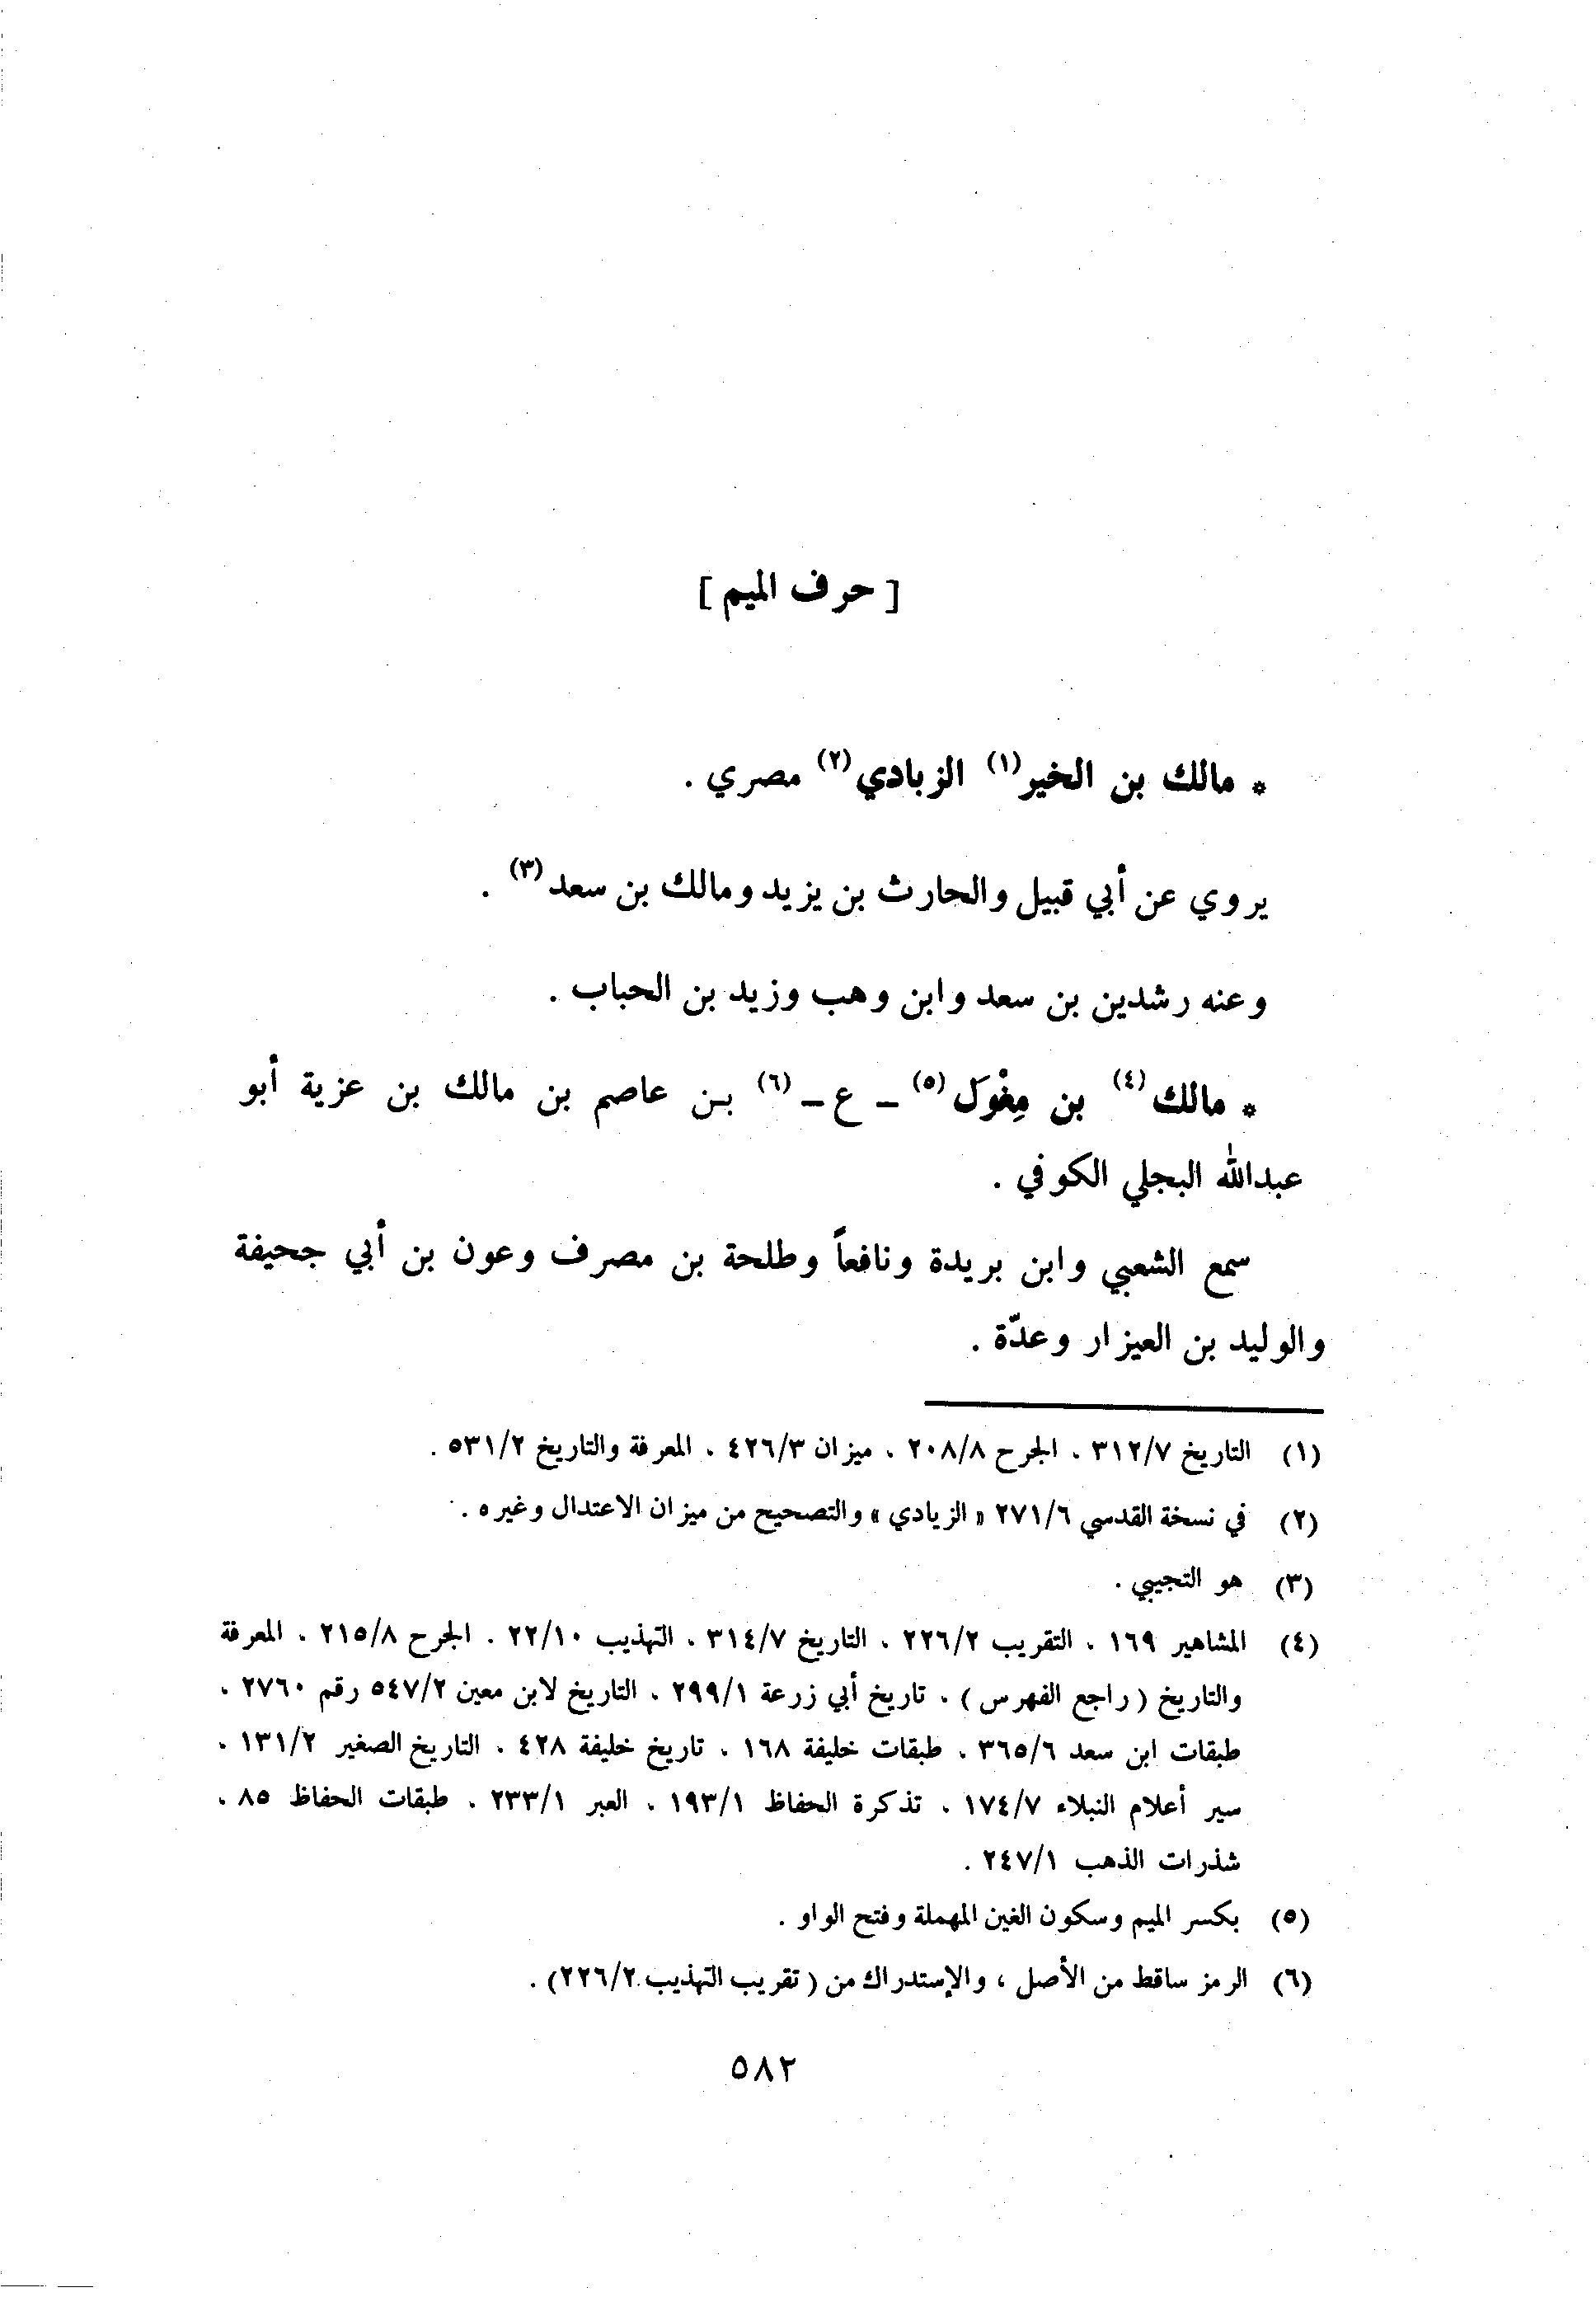 [ حرف الميم ]
* مالك بن الخير(١) الزبادي(٢) مصري .
يروي عن أبي قبيل والحارث بن يزيد ومالك بن سعد(٣) .
وعنه رشدين بن سعد وابن وهب وزيد بن الحباب .
* مالك(٤) بن مِغْوَل(٥) - ع -(٦) بن عاصم بن مالك بن عزية أبو
عبدالله البجلي الكوفي .
سمع الشعبي وابن بريدة ونافعاً وطلحة بن مصرف وعون بن أبي جحيفة
والوليد بن العيزار وعدّة .
(١) التاريخ ٣١٢/٧ ، الجرح ٢٠٨/٨ ، ميزان ٤٢٦/٣ ، المعرفة والتاريخ ٥٣١/٢ .
(٢) في نسخة القدسي ٢٧١/٦ « الزيادي » والتصحيح من ميزان الاعتدال وغيره .
(٣) هو التجيبي .
(٤) المشاهير ١٦٩ ، التقريب ٢٢٦/٢ ، التاريخ ٣١٤/٧ ، التهذيب ٢٢/١٠ . الجرح ٢١٥/٨ ، المعرفة
والتاريخ ( راجع الفهرس ) ، تاريخ أبي زرعة ٢٩٩/١ ، التاريخ لابن معين ٥٤٧/٢ رقم ٢٧٦٠ ،
طبقات ابن سعد ٣٦٥/٦ ، طبقات خليفة ١٦٨ ، تاريخ خليفة ٤٢٨ ، التاريخ الصغير ١٣١/٢ ،
سير أعلام النبلاء ١٧٤/٧ ، تذكرة الحفاظ ١٩٣/١ ، العبر ٢٣٣/١ ، طبقات الحفاظ ٨٥ ،
شذرات الذهب ٢٤٧/١ .
(٥) بكسر الميم وسكون الغين المهملة وفتح الواو .
(٦) الرمز ساقط من الأصل ، والإستدراك من ( تقريب التهذيب ٢٢٦/٢) .
٥٨٢